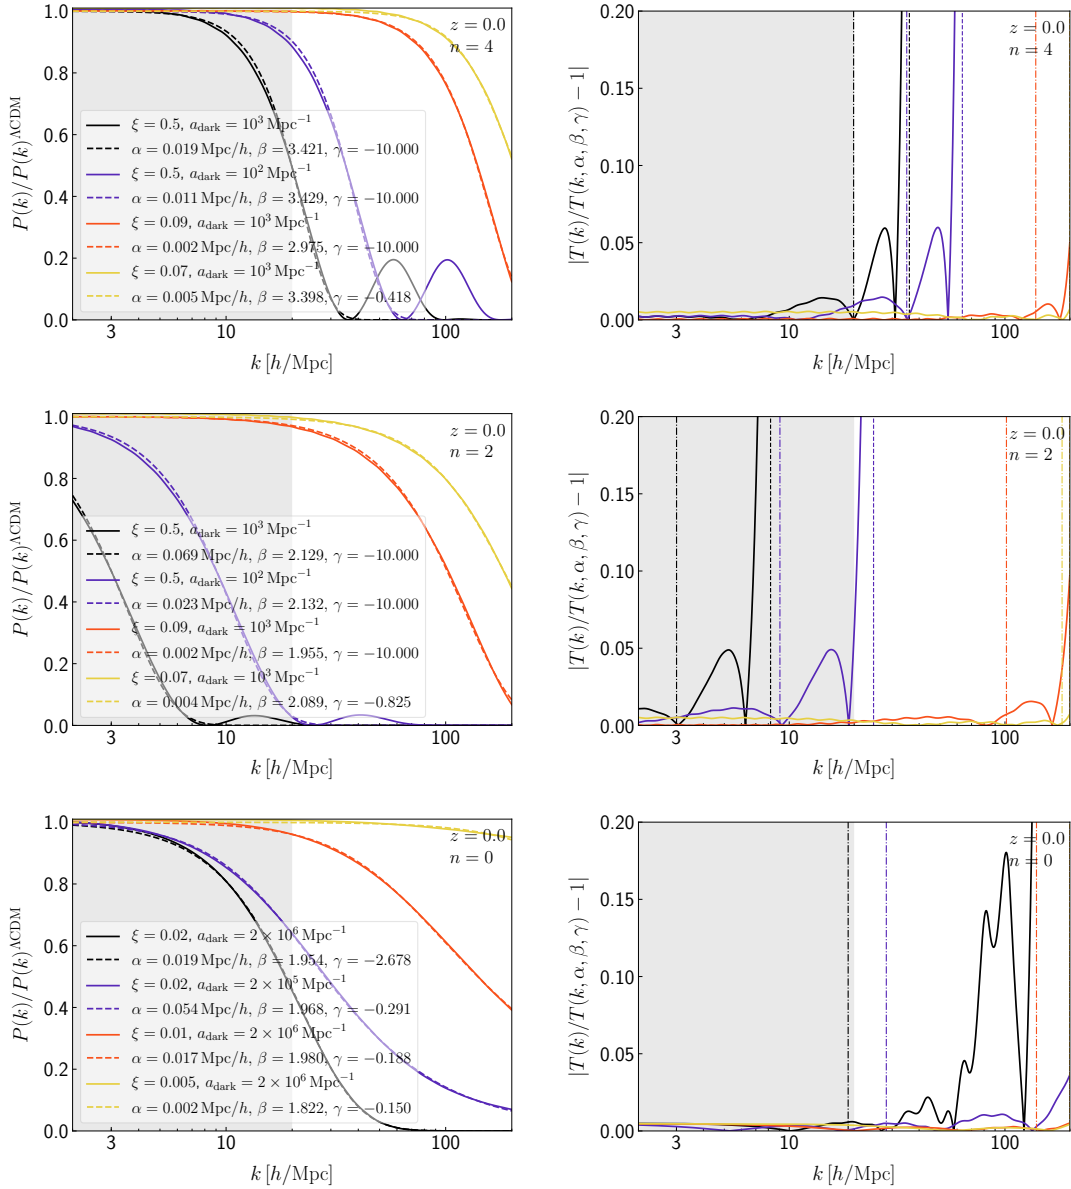 P(k)/P(k)^ΛCDM
1.0
0.8
0.6
0.4
0.2
0.0
z = 0.0
n = 4
ξ = 0.5, a_dark = 10^3 Mpc^−1
α = 0.019 Mpc/h, β = 3.421, γ = −10.000
ξ = 0.5, a_dark = 10^2 Mpc^−1
α = 0.011 Mpc/h, β = 3.429, γ = −10.000
ξ = 0.09, a_dark = 10^3 Mpc^−1
α = 0.002 Mpc/h, β = 2.975, γ = −10.000
ξ = 0.07, a_dark = 10^3 Mpc^−1
α = 0.005 Mpc/h, β = 3.398, γ = −0.418
3 10 100
k [h/Mpc]
|T(k)/T(k, α, β, γ) − 1|
0.20
0.15
0.10
0.05
0.00
z = 0.0
n = 4
3 10 100
k [h/Mpc]
P(k)/P(k)^ΛCDM
1.0
0.8
0.6
0.4
0.2
0.0
z = 0.0
n = 2
ξ = 0.5, a_dark = 10^3 Mpc^−1
α = 0.069 Mpc/h, β = 2.129, γ = −10.000
ξ = 0.5, a_dark = 10^2 Mpc^−1
α = 0.023 Mpc/h, β = 2.132, γ = −10.000
ξ = 0.09, a_dark = 10^3 Mpc^−1
α = 0.002 Mpc/h, β = 1.955, γ = −10.000
ξ = 0.07, a_dark = 10^3 Mpc^−1
α = 0.004 Mpc/h, β = 2.089, γ = −0.825
3 10 100
k [h/Mpc]
|T(k)/T(k, α, β, γ) − 1|
0.20
0.15
0.10
0.05
0.00
z = 0.0
n = 2
3 10 100
k [h/Mpc]
P(k)/P(k)^ΛCDM
1.0
0.8
0.6
0.4
0.2
0.0
z = 0.0
n = 0
ξ = 0.02, a_dark = 2 × 10^6 Mpc^−1
α = 0.019 Mpc/h, β = 1.954, γ = −2.678
ξ = 0.02, a_dark = 2 × 10^5 Mpc^−1
α = 0.054 Mpc/h, β = 1.968, γ = −0.291
ξ = 0.01, a_dark = 2 × 10^6 Mpc^−1
α = 0.017 Mpc/h, β = 1.980, γ = −0.188
ξ = 0.005, a_dark = 2 × 10^6 Mpc^−1
α = 0.002 Mpc/h, β = 1.822, γ = −0.150
3 10 100
k [h/Mpc]
|T(k)/T(k, α, β, γ) − 1|
0.20
0.15
0.10
0.05
0.00
z = 0.0
n = 0
3 10 100
k [h/Mpc]